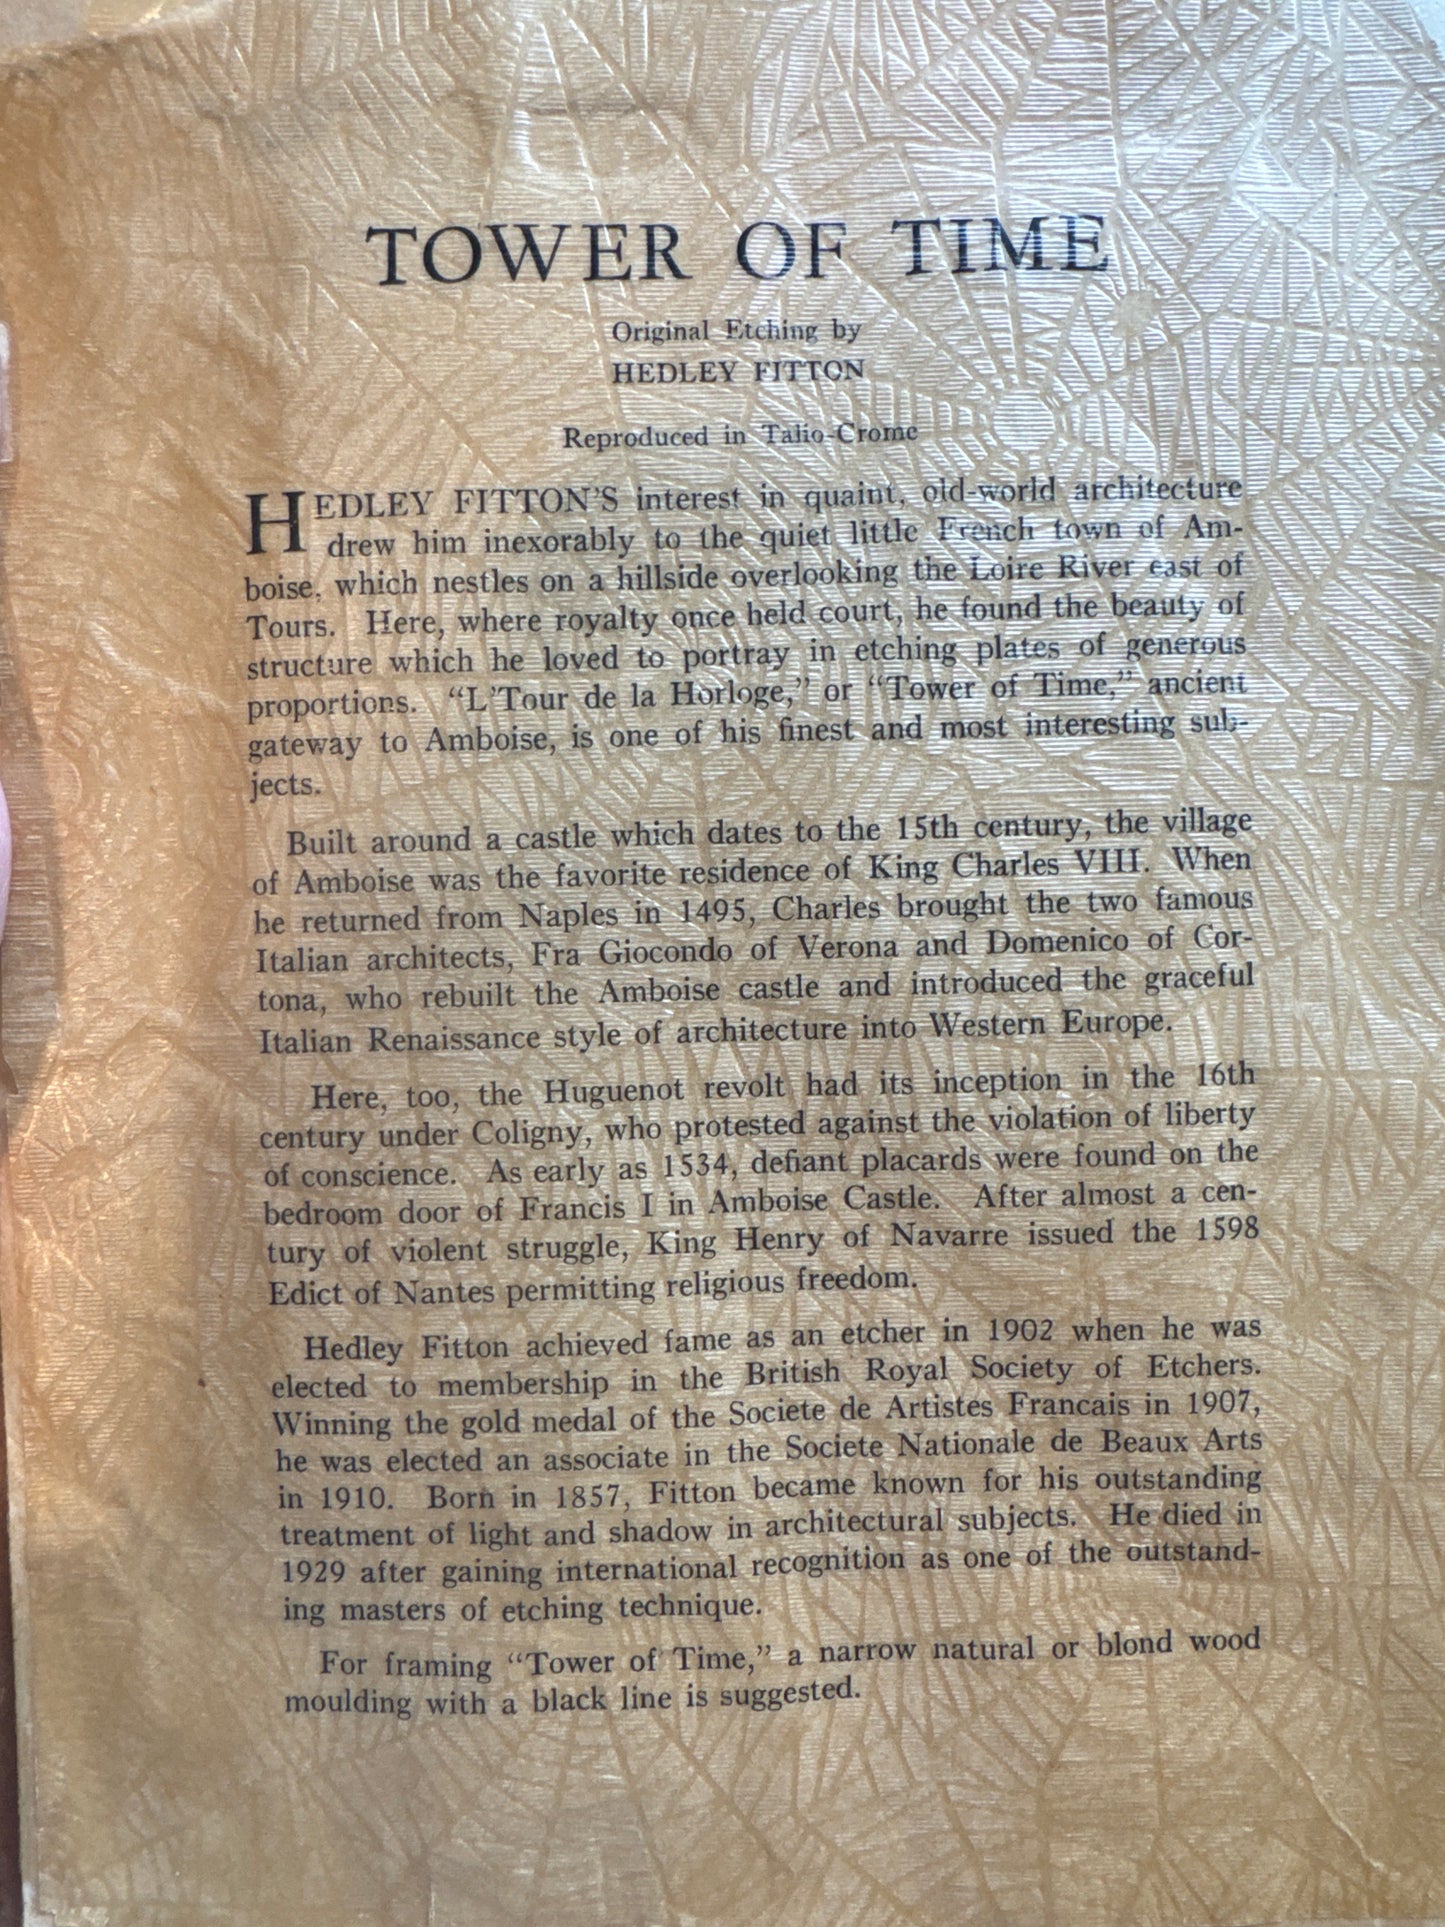 TOWER OF TIME
Original Etching by
HEDLEY FITTON
Reproduced in Talio-Crome
HEDLEY FITTON'S interest in quaint, old-world architecture
drew him inexorably to the quiet little French town of Am-
boise, which nestles on a hillside overlooking the Loire River east of
Tours. Here, where royalty once held court, he found the beauty of
structure which he loved to portray in etching plates of generous
proportions. "L'Tour de la Horloge," or "Tower of Time," ancient
gateway to Amboise, is one of his finest and most interesting sub-
jects.
Built around a castle which dates to the 15th century, the village
of Amboise was the favorite residence of King Charles VIII. When
he returned from Naples in 1495, Charles brought the two famous
Italian architects, Fra Giocondo of Verona and Domenico of Cor-
tona, who rebuilt the Amboise castle and introduced the graceful
Italian Renaissance style of architecture into Western Europe.
Here, too, the Huguenot revolt had its inception in the 16th
century under Coligny, who protested against the violation of liberty
of conscience. As early as 1534, defiant placards were found on the
bedroom door of Francis I in Amboise Castle. After almost a cen-
tury of violent struggle, King Henry of Navarre issued the 1598
Edict of Nantes permitting religious freedom.
Hedley Fitton achieved fame as an etcher in 1902 when he was
elected to membership in the British Royal Society of Etchers.
Winning the gold medal of the Societe de Artistes Francais in 1907,
he was elected an associate in the Societe Nationale de Beaux Arts
in 1910. Born in 1857, Fitton became known for his outstanding
treatment of light and shadow in architectural subjects. He died in
1929 after gaining international recognition as one of the outstand-
ing masters of etching technique.
For framing "Tower of Time," a narrow natural or blond wood
moulding with a black line is suggested.